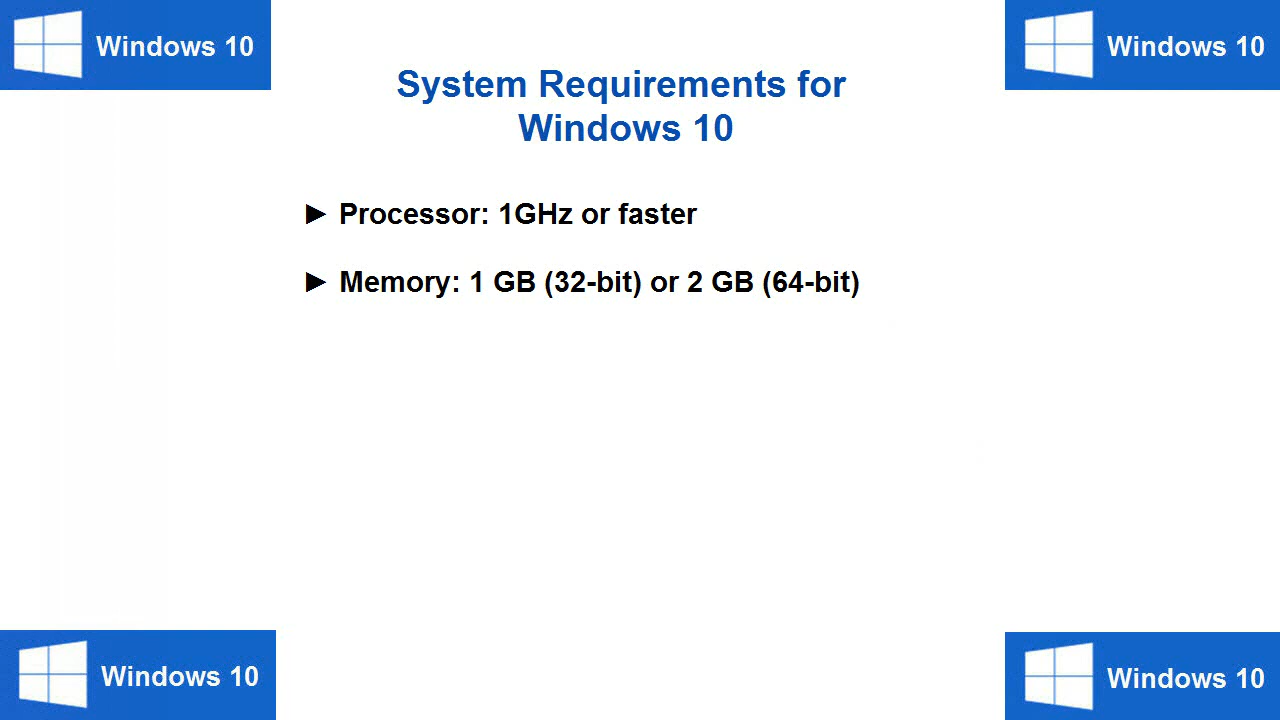 Windows 10
Windows 10
System Requirements for
Windows 10
► Processor: 1GHz or faster
► Memory: 1 GB (32-bit) or 2 GB (64-bit)
Windows 10
Windows 10